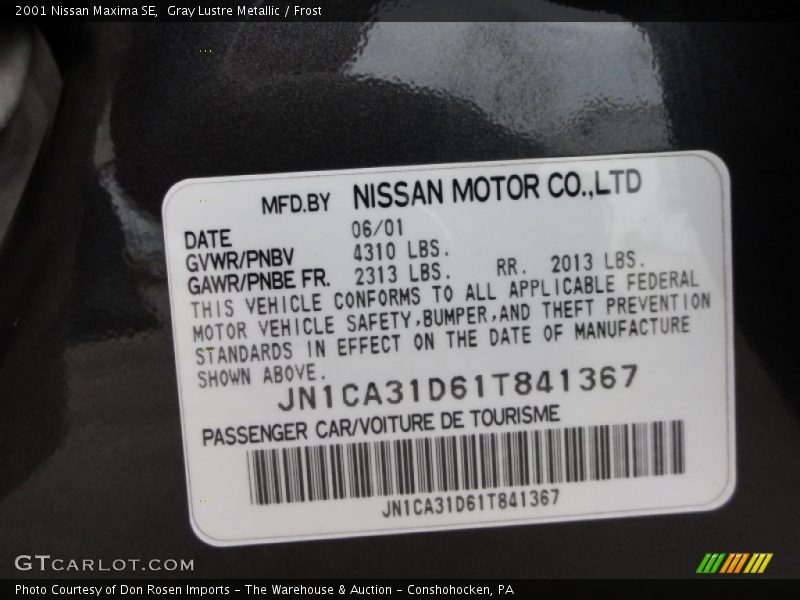 2001 Nissan Maxima SE,  Gray Lustre Metallic / Frost
MFD.BY NISSAN MOTOR CO.,LTD
DATE 06/01
GVWR/PNBV 4310 LBS.
GAWR/PNBE FR. 2313 LBS. RR. 2013 LBS.
THIS VEHICLE CONFORMS TO ALL APPLICABLE FEDERAL
MOTOR VEHICLE SAFETY,BUMPER,AND THEFT PREVENTION
STANDARDS IN EFFECT ON THE DATE OF MANUFACTURE
SHOWN ABOVE.
JN1CA31D61T841367
PASSENGER CAR/VOITURE DE TOURISME
JN1CA31D61T841367
GTCARLOT.COM
Photo Courtesy of Don Rosen Imports - The Warehouse & Auction - Conshohocken, PA